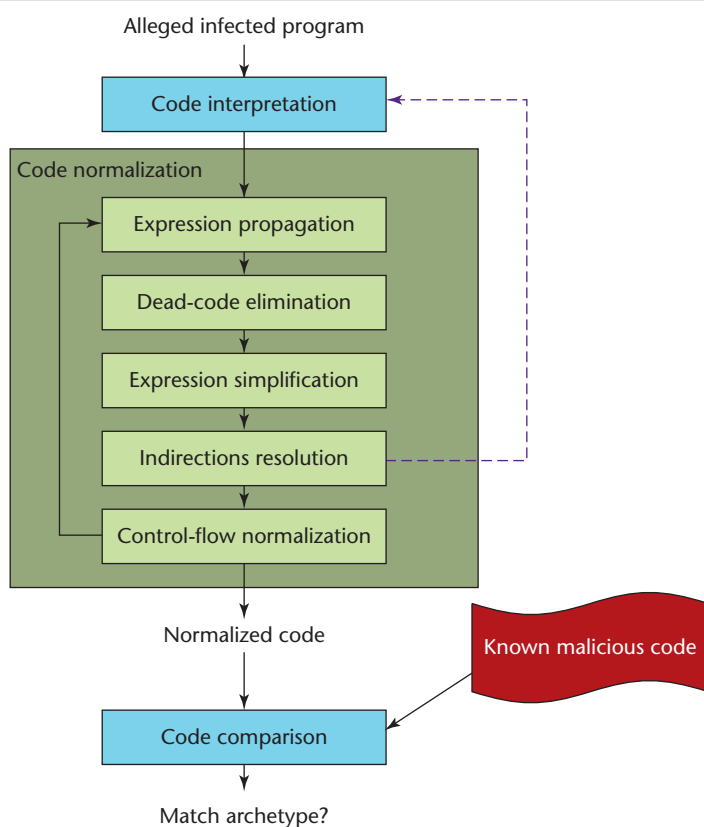 Alleged infected program
Code interpretation
Code normalization
Expression propagation
Dead-code elimination
Expression simplification
Indirections resolution
Control-flow normalization
Normalized code
Known malicious code
Code comparison
Match archetype?